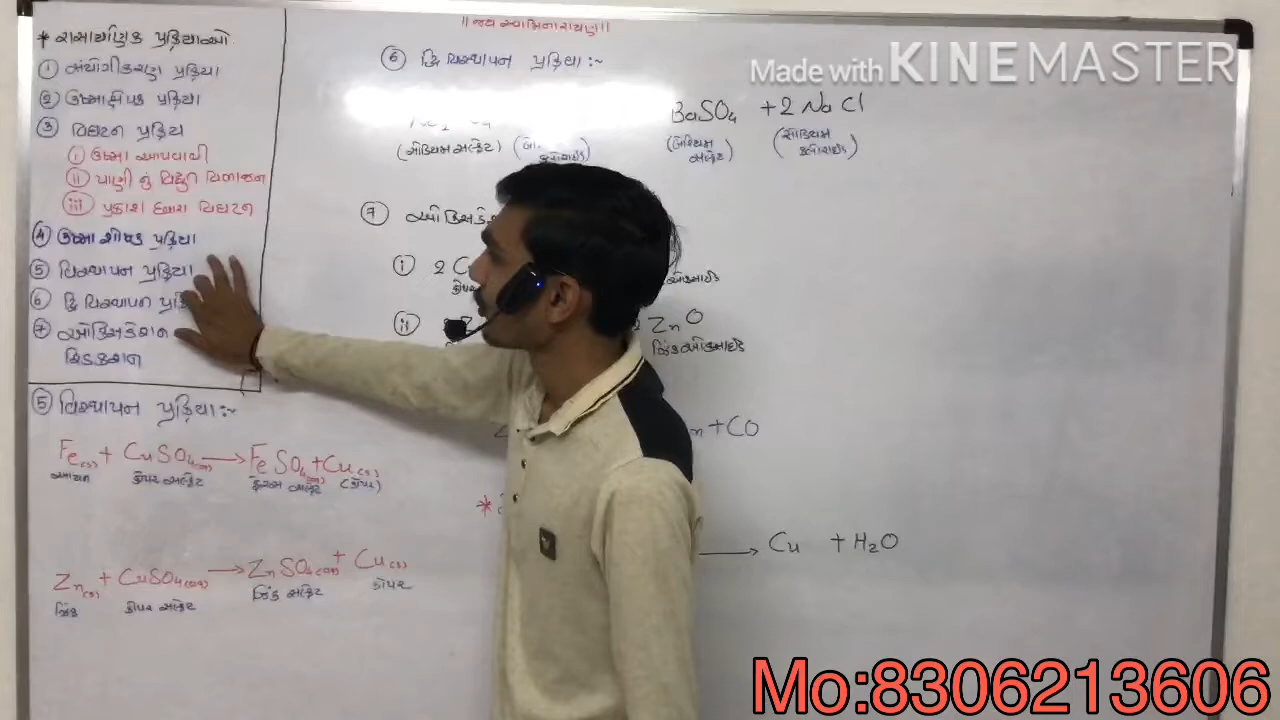 ॥ જય સ્વામિનારાયણ ॥
Made with KINEMASTER
* રાસાયણિક પ્રક્રિયાઓ
① સંયોગીકરણ પ્રક્રિયા
② ઉષ્માક્ષેપક પ્રક્રિયા
③ વિઘટન પ્રક્રિયા
ⓘ ઉષ્મા આપવાથી
ⓘⓘ પાણી નું વિદ્યુત વિભાજન
ⓘⓘⓘ પ્રકાશ દ્વારા વિઘટન
④ ઉષ્માશોષક પ્રક્રિયા
⑤ વિસ્થાપન પ્રક્રિયા
⑥ દ્વિ વિસ્થાપન
⑦ ઓક્સિડેશન
રિડક્શન
⑤ વિસ્થાપન પ્રક્રિયા :~
Fe(s) + CuSO4(aq) → FeSO4(aq) + Cu(s)
આયર્ન કોપર સલ્ફેટ ફેરસ સલ્ફેટ (કોપર)
Zn(s) + CuSO4(aq) → ZnSO4(aq) + Cu(s)
ઝિંક કોપર સલ્ફેટ ઝિંક સલ્ફેટ કોપર
⑥ દ્વિ વિસ્થાપન પ્રક્રિયા :~
BaSO4 + 2NaCl
(સોડિયમ સલ્ફેટ) (બેરિયમ સલ્ફેટ) (સોડિયમ ક્લોરાઇડ)
⑦
ⓘ 2
ⓘⓘ ZnO
ઝિંક ઓક્સાઇડ
+ CO
*
→ Cu + H2O
Mo:8306213606